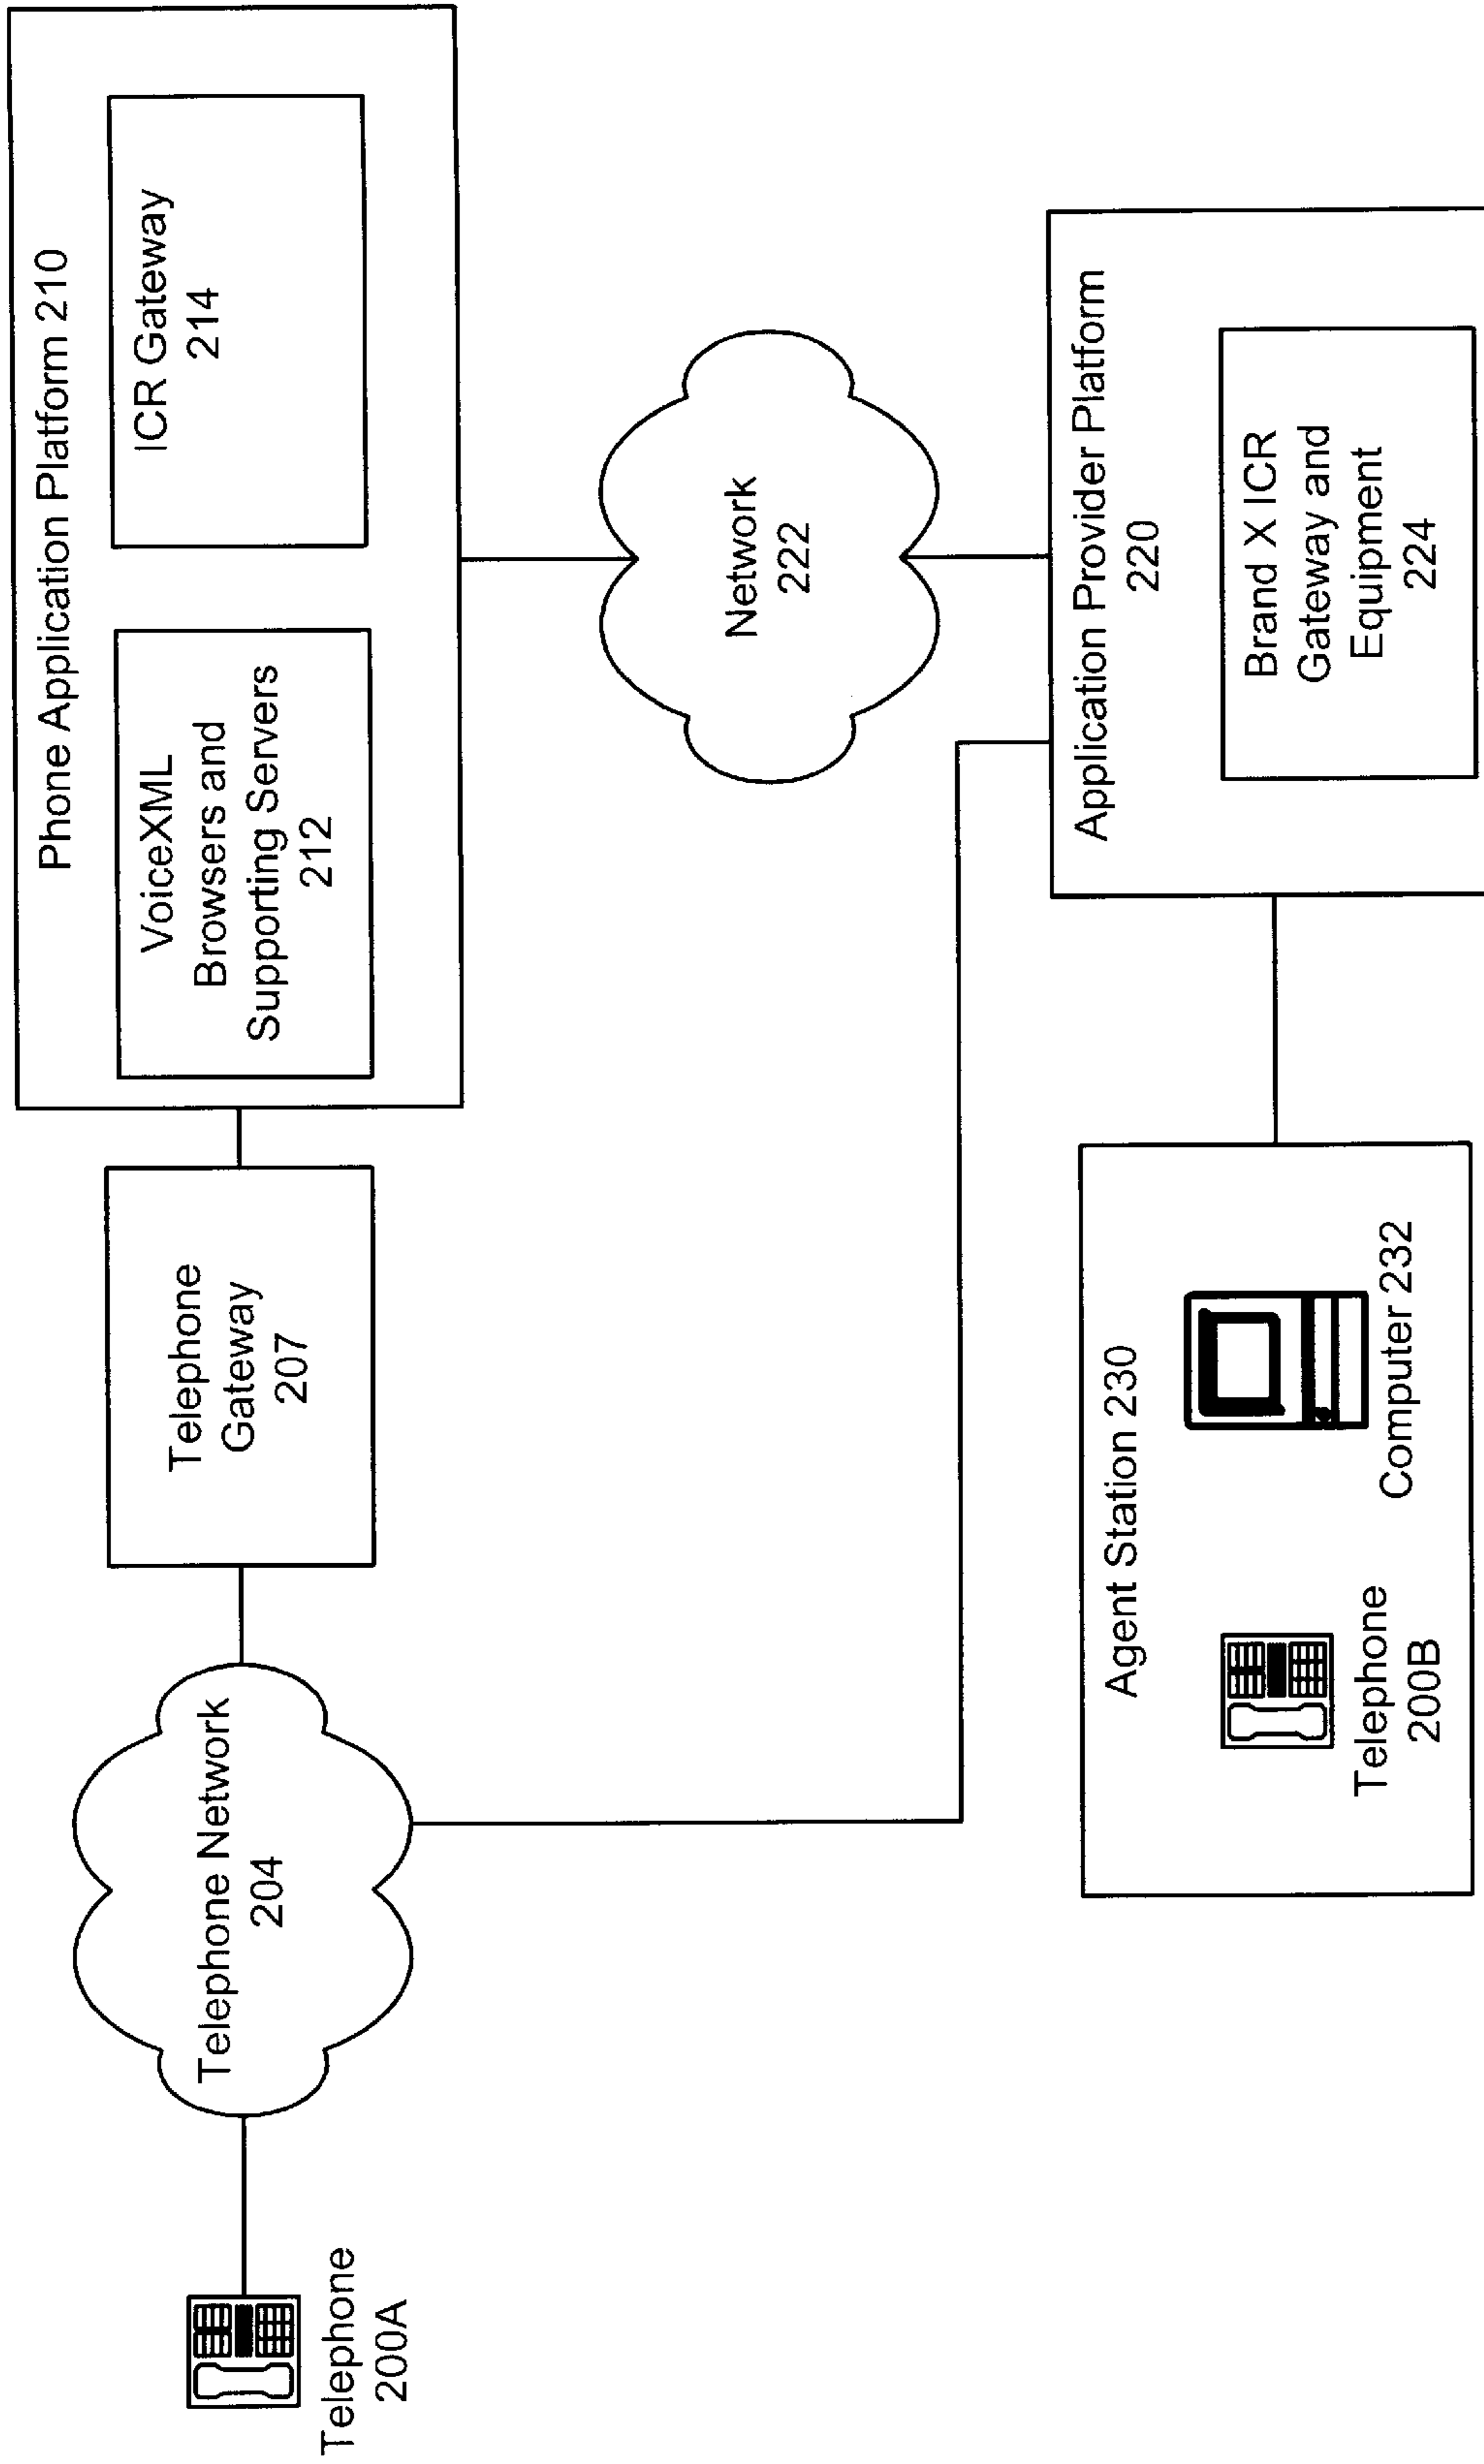 Telephone
200A
Telephone Network
204
Telephone
Gateway
207
Phone Application Platform 210
VoiceXML
Browsers and
Supporting Servers
212
ICR Gateway
214
Network
222
Agent Station 230
Telephone
200B
Computer 232
Application Provider Platform
220
Brand X ICR
Gateway and
Equipment
224